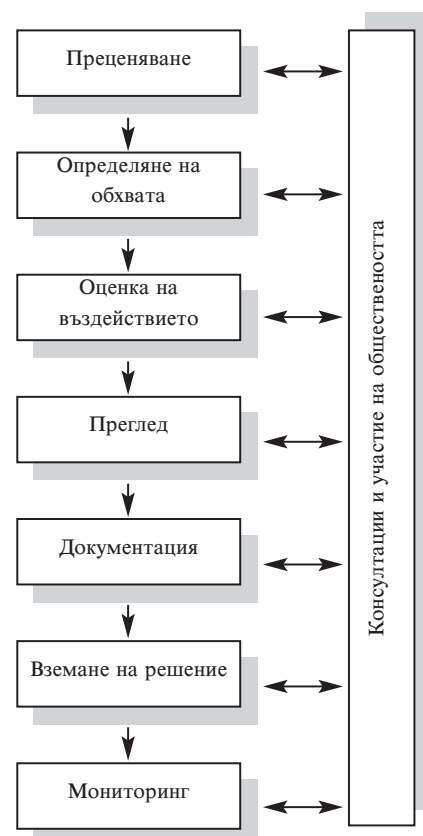 Преценяване
Определяне на
обхвата
Оценка на
въздействието
Преглед
Документация
Вземане на решение
Мониторинг
Консултации и участие на обществеността